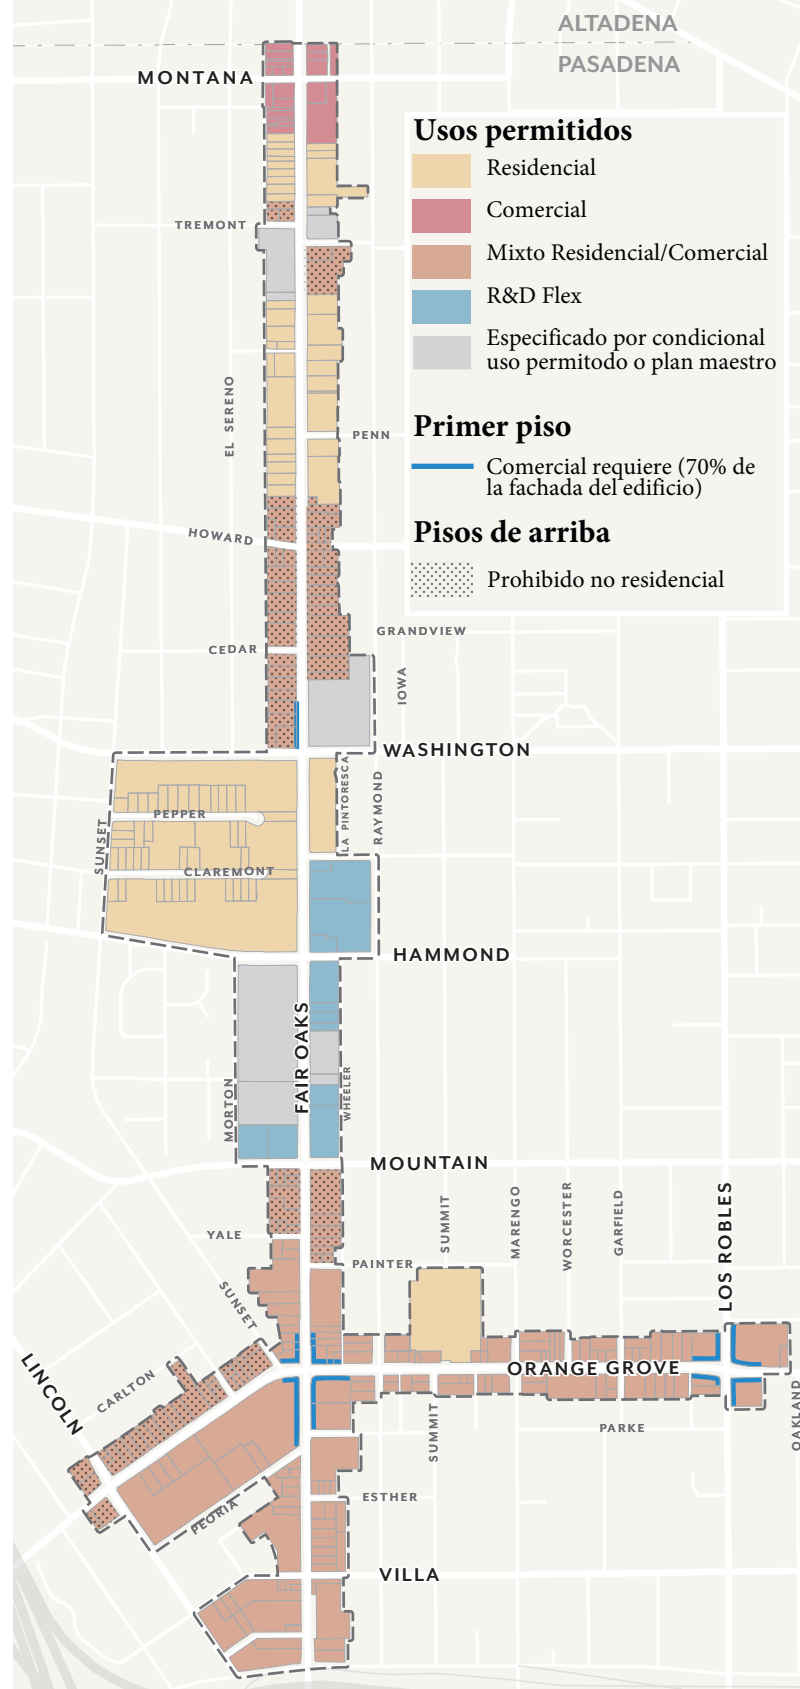 ALTADENA
PASADENA
MONTANA
Usos permitidos
Residencial
Comercial
Mixto Residencial/Comercial
R&D Flex
Especificado por condicional
uso permitodo o plan maestro
Primer piso
Comercial requiere (70% de
la fachada del edificio)
Pisos de arriba
Prohibido no residencial
TREMONT
EL SERENO
PENN
HOWARD
CEDAR
GRANDVIEW
IOWA
WASHINGTON
LA PINTORESCA
RAYMOND
SUNSET
PEPPER
CLAREMONT
HAMMOND
FAIR OAKS
MORTON
WHEELER
MOUNTAIN
YALE
SUNSET
PAINTER
SUMMIT
MARENGO
WORCESTER
GARFIELD
LOS ROBLES
LINCOLN
CARLTON
ORANGE GROVE
OAKLAND
SUMMIT
PARKE
PEORIA
ESTHER
VILLA